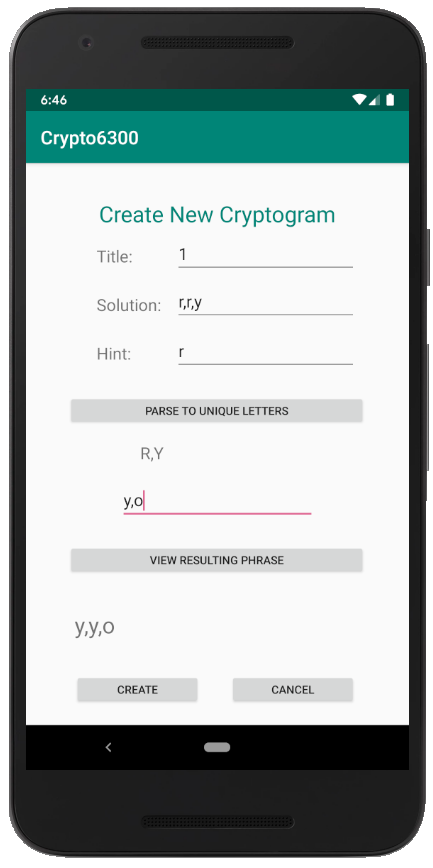 6:46
Crypto6300
Create New Cryptogram
Title: 1
Solution: r,r,y
Hint: r
PARSE TO UNIQUE LETTERS
R,Y
y,o
VIEW RESULTING PHRASE
y,y,o
CREATE CANCEL